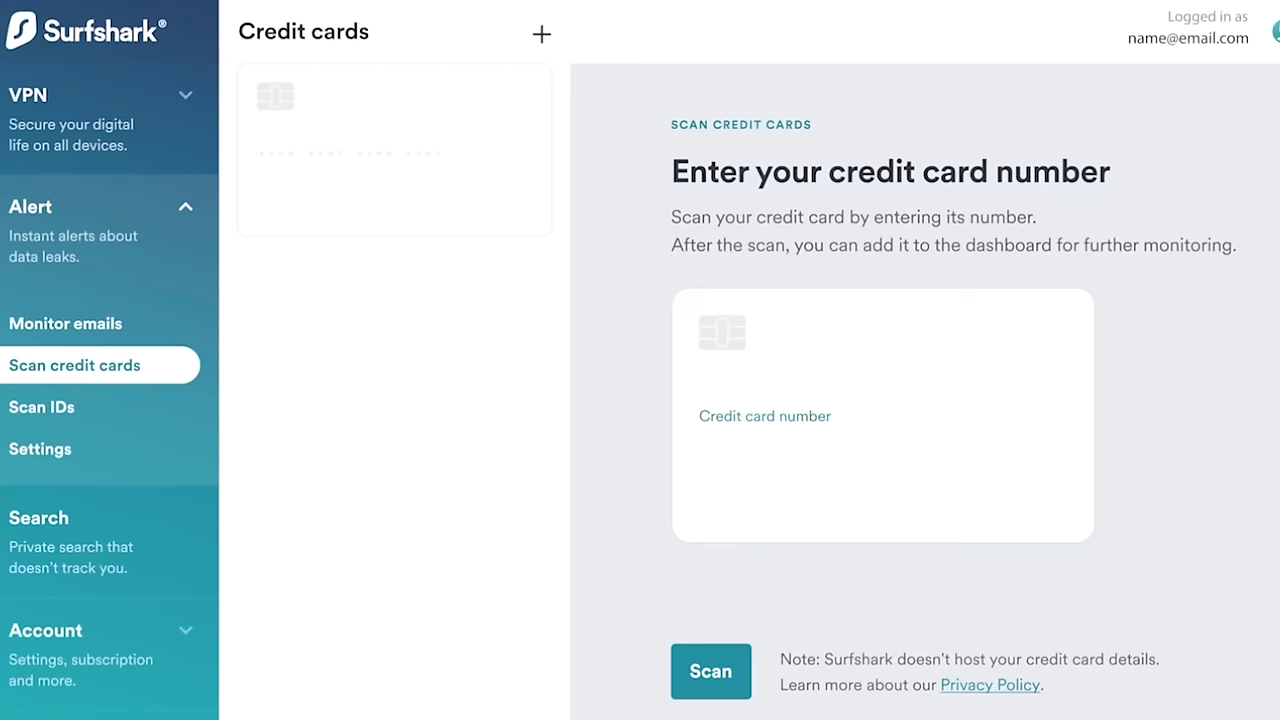 Surfshark®
VPN
Secure your digital
life on all devices.
Alert
Instant alerts about
data leaks.
Monitor emails
Scan credit cards
Scan IDs
Settings
Search
Private search that
doesn't track you.
Account
Settings, subscription
and more.
Credit cards
Logged in as
name@email.com
SCAN CREDIT CARDS
Enter your credit card number
Scan your credit card by entering its number.
After the scan, you can add it to the dashboard for further monitoring.
Credit card number
Scan
Note: Surfshark doesn't host your credit card details.
Learn more about our Privacy Policy.